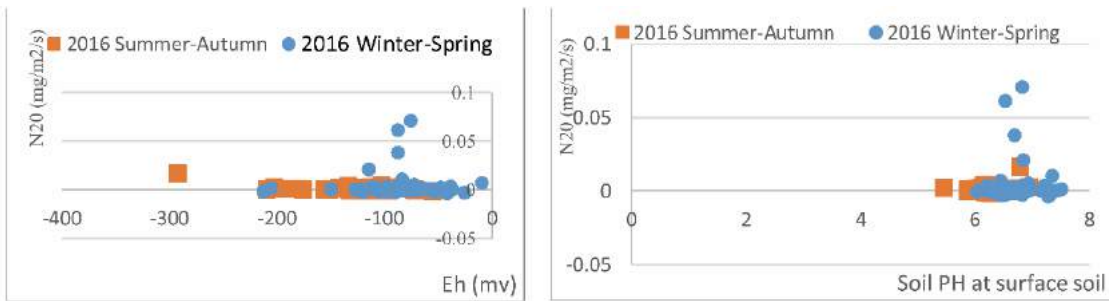 2016 Summer-Autumn 2016 Winter-Spring
N20 (mg/m2/s)
0.1
0.05
0
-0.05
-400 -300 -200 -100 0
Eh (mv)
2016 Summer-Autumn 2016 Winter-Spring
N20 (mg/m2/s)
0.1
0.05
0
-0.05
0 2 4 6 8
Soil PH at surface soil